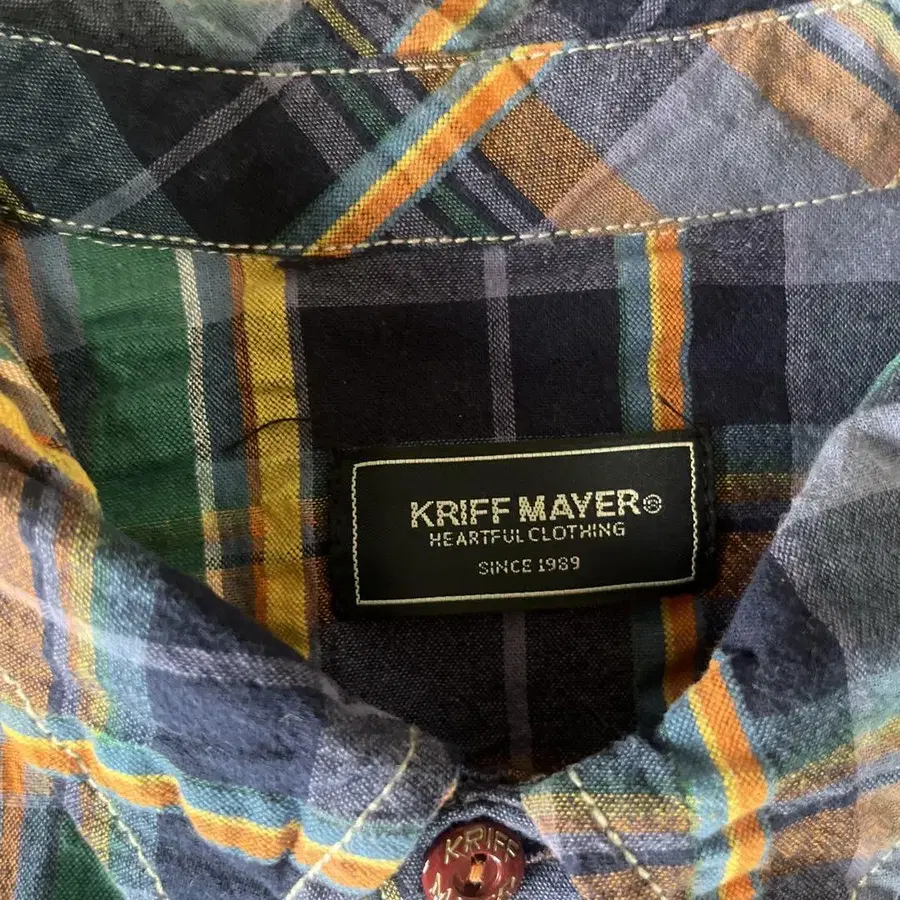 KRIFF MAYER®
HEARTFUL CLOTHING
SINCE 1989
KRIFF